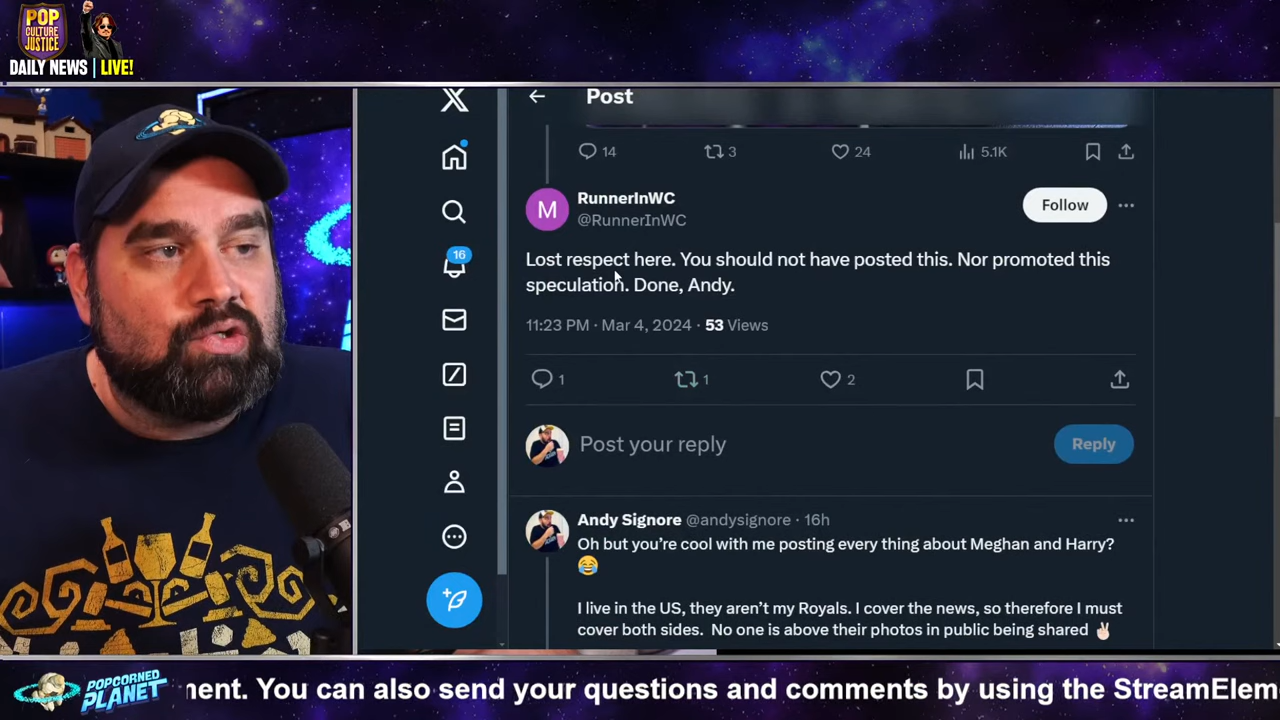 POP
CULTURE
JUSTICE
DAILY NEWS | LIVE!
Post
14
3
24
5.1K
M
RunnerInWC
@RunnerInWC
Follow
Lost respect here. You should not have posted this. Nor promoted this
speculation. Done, Andy.
11:23 PM · Mar 4, 2024 · 53 Views
16
1
1
2
Post your reply
Reply
Andy Signore @andysignore · 16h
Oh but you’re cool with me posting every thing about Meghan and Harry?
😂
I live in the US, they aren’t my Royals. I cover the news, so therefore I must
cover both sides. No one is above their photos in public being shared ✌🏻
POPCORNED
PLANET
nent. You can also send your questions and comments by using the StreamElem